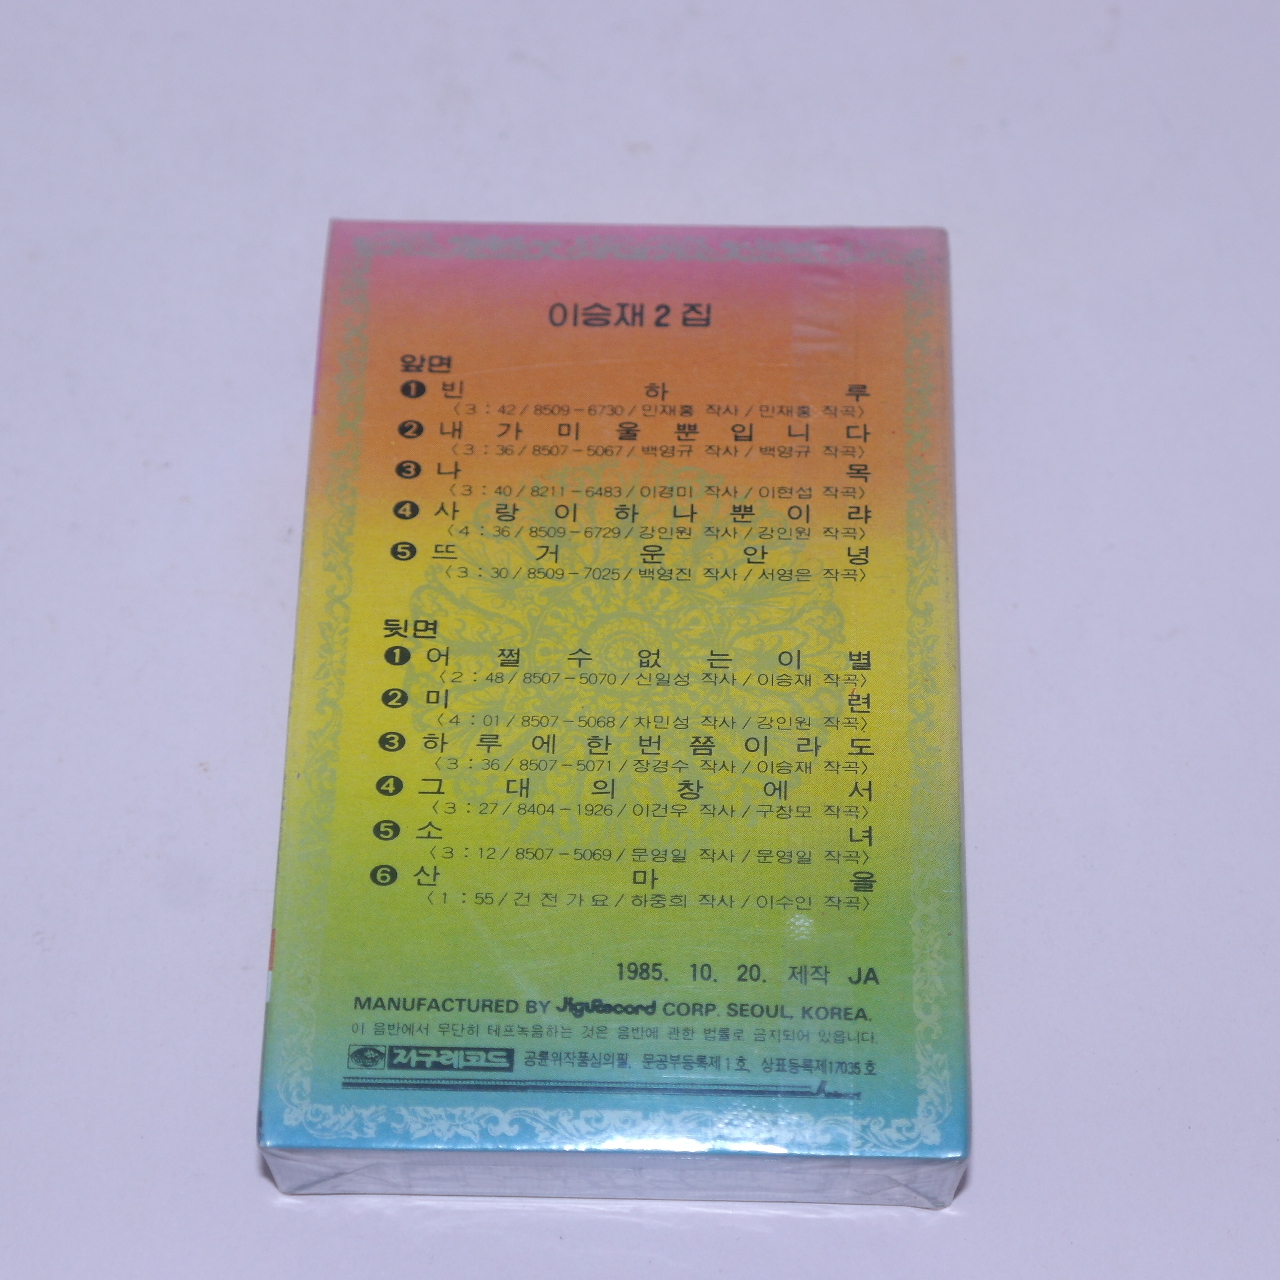 이승재 2 집
앞면
❶ 빈하루
〈3 : 42 / 8509-6730 / 민재홍 작사 / 민재홍 작곡〉
❷ 내가미울뿐입니다
〈3 : 36 / 8507-5067 / 백영규 작사 / 백영규 작곡〉
❸ 나목
〈3 : 40 / 8211-6483 / 이경미 작사 / 이현섭 작곡〉
❹ 사랑이하나뿐이랴
〈4 : 36 / 8509-6729 / 강인원 작사 / 강인원 작곡〉
❺ 뜨거운안녕
〈3 : 30 / 8509-7025 / 백영진 작사 / 서영은 작곡〉
뒷면
❶ 어쩔수없는이별
〈2 : 48 / 8507-5070 / 신일성 작사 / 이승재 작곡〉
❷ 미련
〈4 : 01 / 8507-5068 / 차민성 작사 / 강인원 작곡〉
❸ 하루에한번쯤이라도
〈3 : 36 / 8507-5071 / 장경수 작사 / 이승재 작곡〉
❹ 그대의창에서
〈3 : 27 / 8404-1926 / 이건우 작사 / 구창모 작곡〉
❺ 소녀
〈3 : 12 / 8507-5069 / 문영일 작사 / 문영일 작곡〉
❻ 산마을
〈1 : 55 / 건전가요 / 하중희 작사 / 이수인 작곡〉
1985. 10. 20. 제작 JA
MANUFACTURED BY JiguRecord CORP. SEOUL, KOREA.
이 음반에서 무단히 테프녹음하는 것은 음반에 관한 법률로 금지되어 있읍니다.
지구레코드 공륜위작품심의필, 문공부등록제1호, 상표등록제17035호